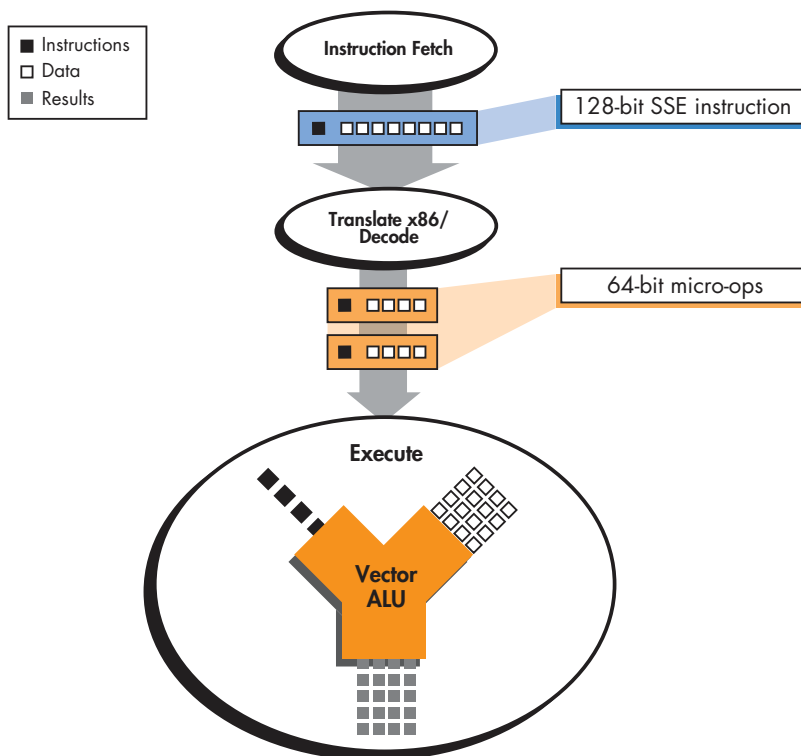 Instruction Fetch
Instructions
Data
Results
128-bit SSE instruction
Translate x86/
Decode
64-bit micro-ops
Execute
Vector
ALU